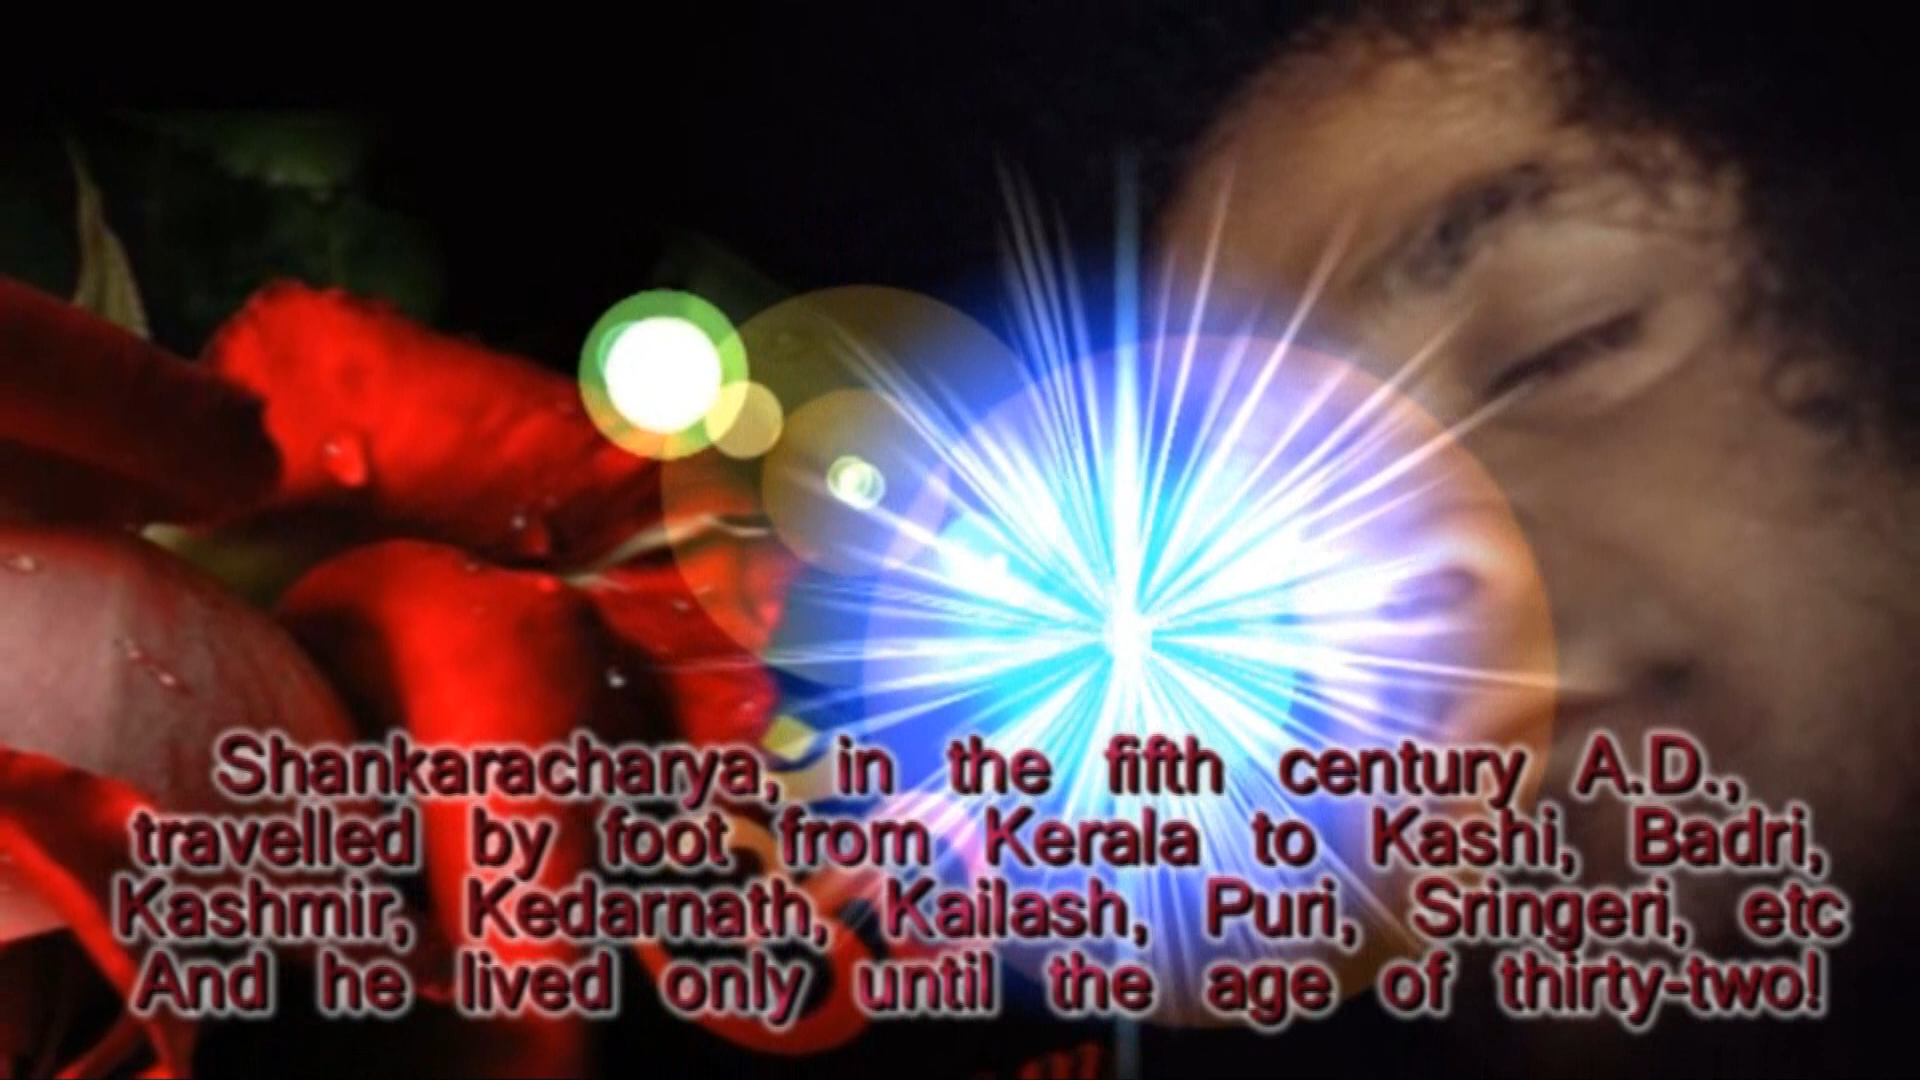 Shankaracharya, in the fifth century A.D.,
travelled by foot from Kerala to Kashi, Badri,
Kashmir, Kedarnath, Kailash, Puri, Sringeri, etc
And he lived only until the age of thirty-two!